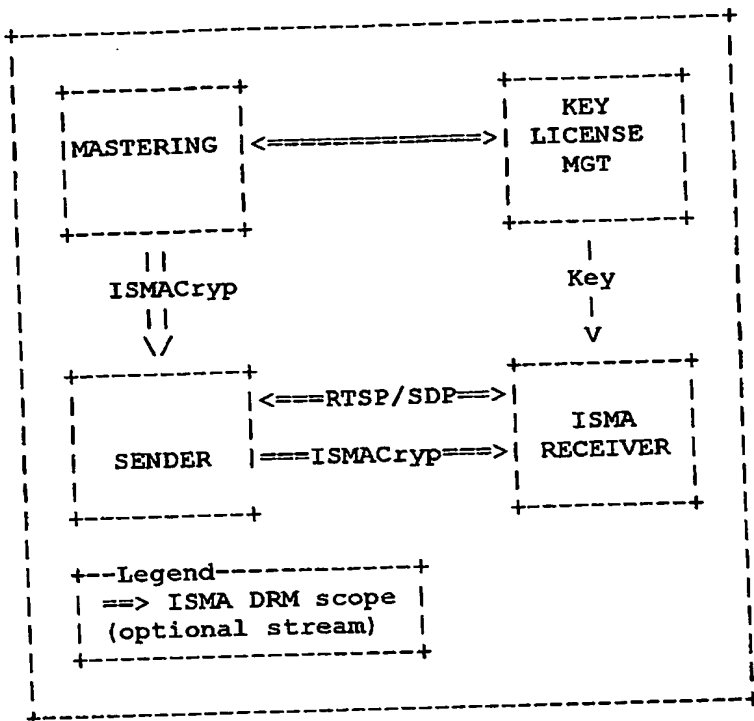 KEY
MASTERING <==============> LICENSE
MGT
ISMACryp
Key
<===RTSP/SDP==>
ISMA
SENDER ===ISMACryp===> RECEIVER
Legend
==> ISMA DRM scope
(optional stream)